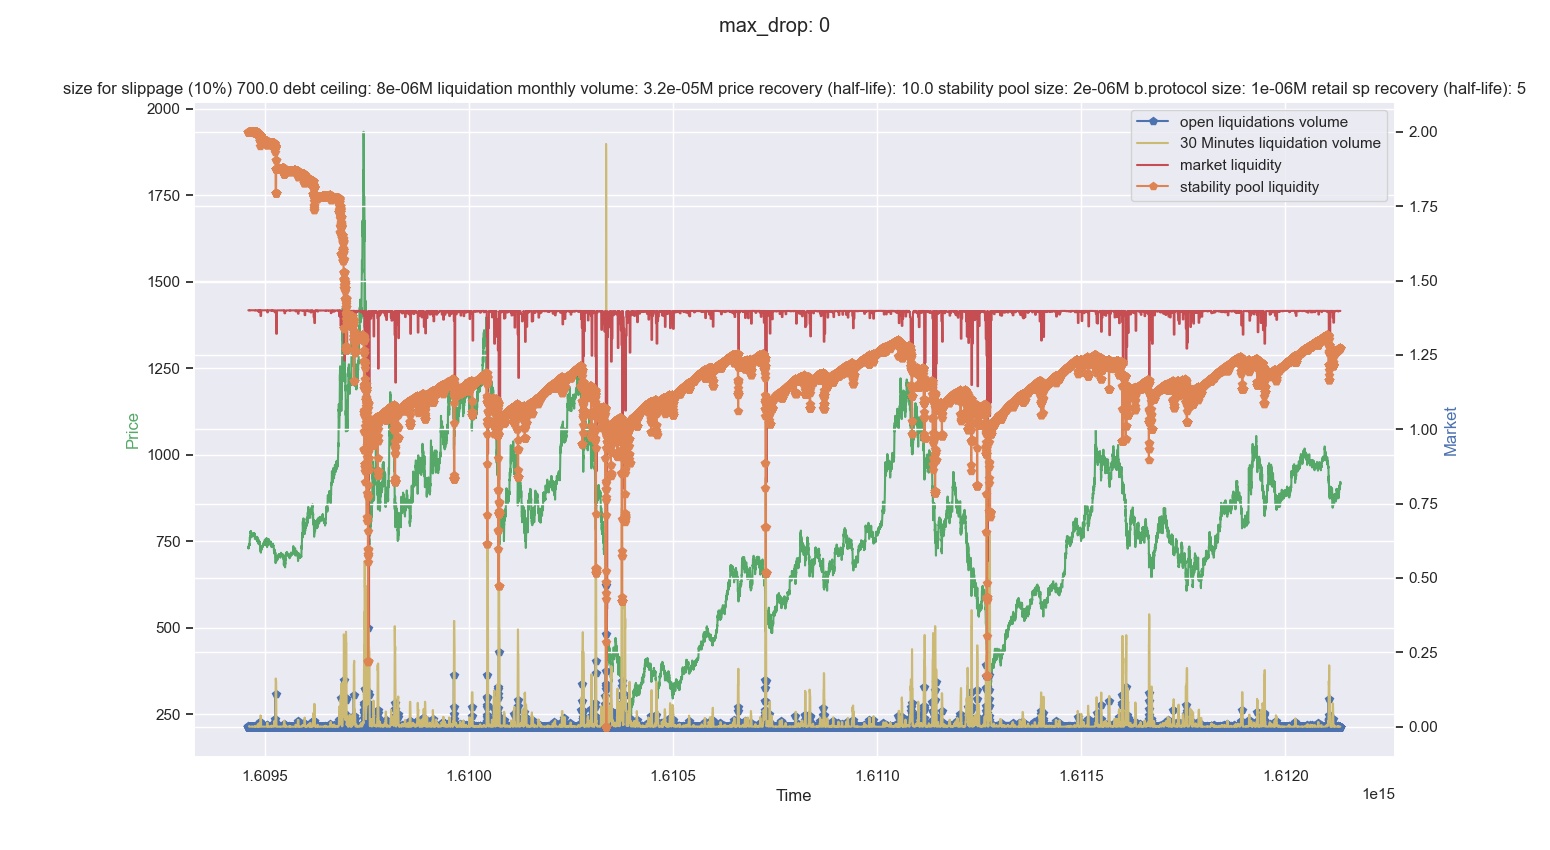 max_drop: 0
size for slippage (10%) 700.0 debt ceiling: 8e-06M liquidation monthly volume: 3.2e-05M price recovery (half-life): 10.0 stability pool size: 2e-06M b.protocol size: 1e-06M retail sp recovery (half-life): 5
open liquidations volume
30 Minutes liquidation volume
market liquidity
stability pool liquidity
2000
1750
1500
1250
1000
750
500
250
Price
2.00
1.75
1.50
1.25
1.00
0.75
0.50
0.25
0.00
Market
1.6095 1.6100 1.6105 1.6110 1.6115 1.6120
Time
1e15